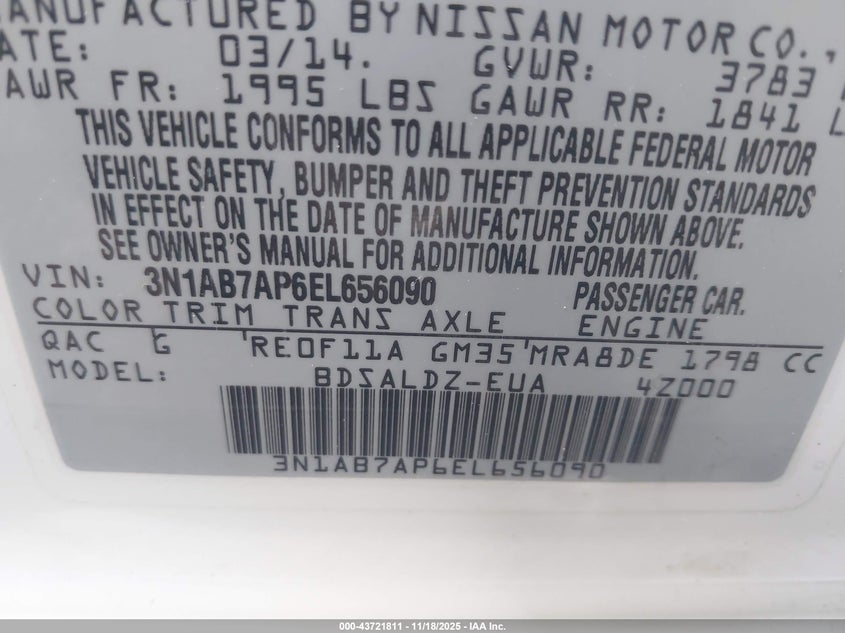 MANUFACTURED BY NISSAN MOTOR CO.,
DATE: 03/14. GVWR: 3783
GAWR FR: 1995 LBS GAWR RR: 1841 L
THIS VEHICLE CONFORMS TO ALL APPLICABLE FEDERAL MOTOR
VEHICLE SAFETY, BUMPER AND THEFT PREVENTION STANDARDS
IN EFFECT ON THE DATE OF MANUFACTURE SHOWN ABOVE.
SEE OWNER'S MANUAL FOR ADDITIONAL INFORMATION.
VIN: 3N1AB7AP6EL656090 PASSENGER CAR.
COLOR TRIM TRANS AXLE ENGINE
QAC G RE0F11A GM35 MRA8DE 1798 CC
MODEL: BDSALDZ-EUA 4Z000
3N1AB7AP6EL656090
000-43721811 - 11/18/2025 - IAA Inc.